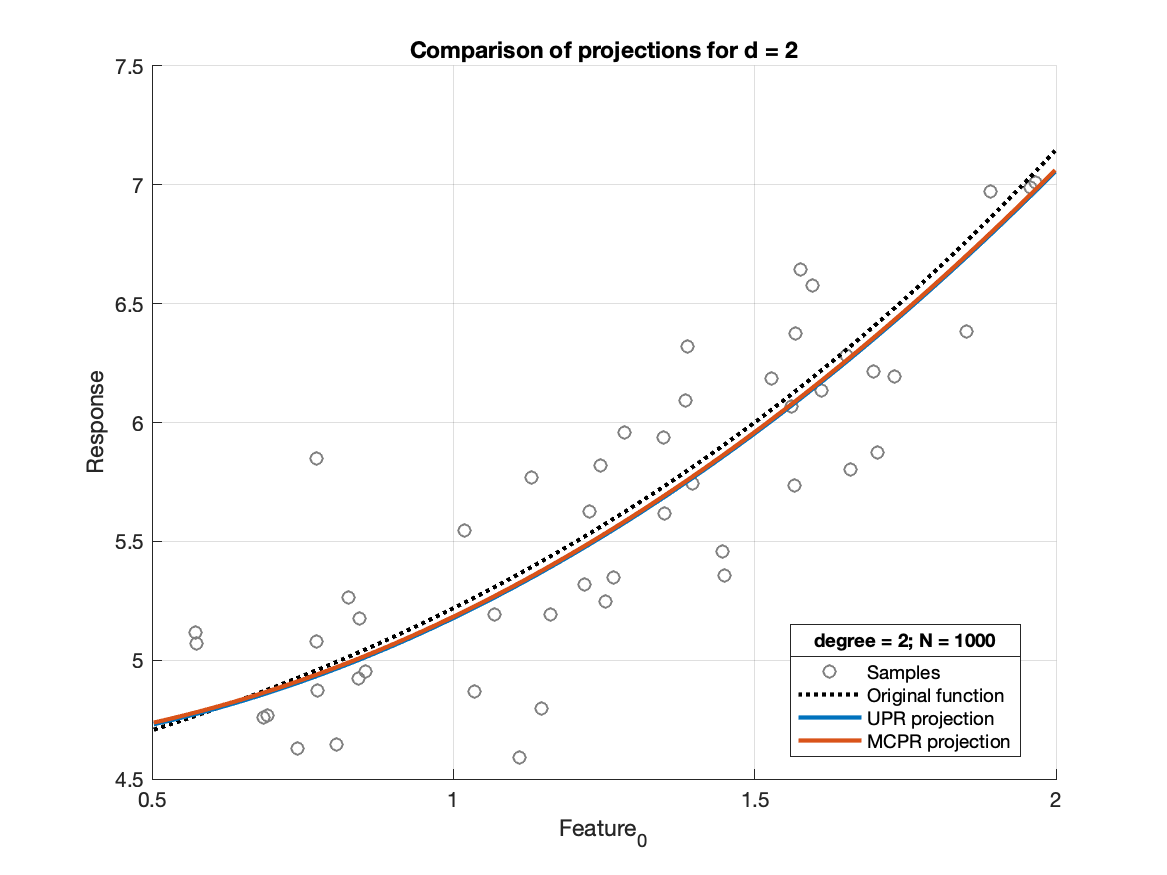 Comparison of projections for d = 2
7.5
7
6.5
6
5.5
5
4.5
Response
0.5
1
1.5
2
Feature_0
degree = 2; N = 1000
Samples
Original function
UPR projection
MCPR projection